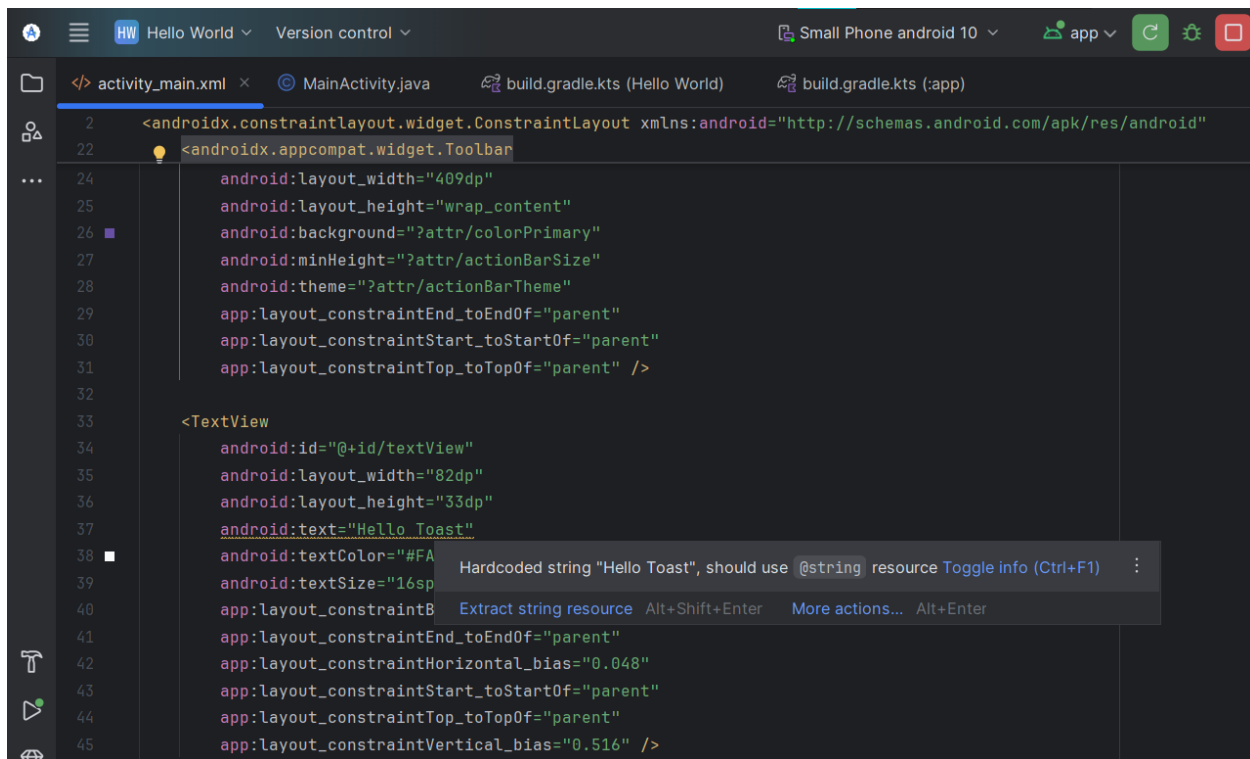 HW Hello World Version control Small Phone android 10 app
activity_main.xml MainActivity.java build.gradle.kts (Hello World) build.gradle.kts (:app)
2 <androidx.constraintlayout.widget.ConstraintLayout xmlns:android="http://schemas.android.com/apk/res/android"
22 <androidx.appcompat.widget.Toolbar
24 android:layout_width="409dp"
25 android:layout_height="wrap_content"
26 android:background="?attr/colorPrimary"
27 android:minHeight="?attr/actionBarSize"
28 android:theme="?attr/actionBarTheme"
29 app:layout_constraintEnd_toEndOf="parent"
30 app:layout_constraintStart_toStartOf="parent"
31 app:layout_constraintTop_toTopOf="parent" />
32
33 <TextView
34 android:id="@+id/textView"
35 android:layout_width="82dp"
36 android:layout_height="33dp"
37 android:text="Hello Toast"
38 android:textColor="#FA
Hardcoded string "Hello Toast", should use @string resource Toggle info (Ctrl+F1)
39 android:textSize="16sp
40 app:layout_constraintB
Extract string resource Alt+Shift+Enter More actions... Alt+Enter
41 app:layout_constraintEnd_toEndOf="parent"
42 app:layout_constraintHorizontal_bias="0.048"
43 app:layout_constraintStart_toStartOf="parent"
44 app:layout_constraintTop_toTopOf="parent"
45 app:layout_constraintVertical_bias="0.516" />